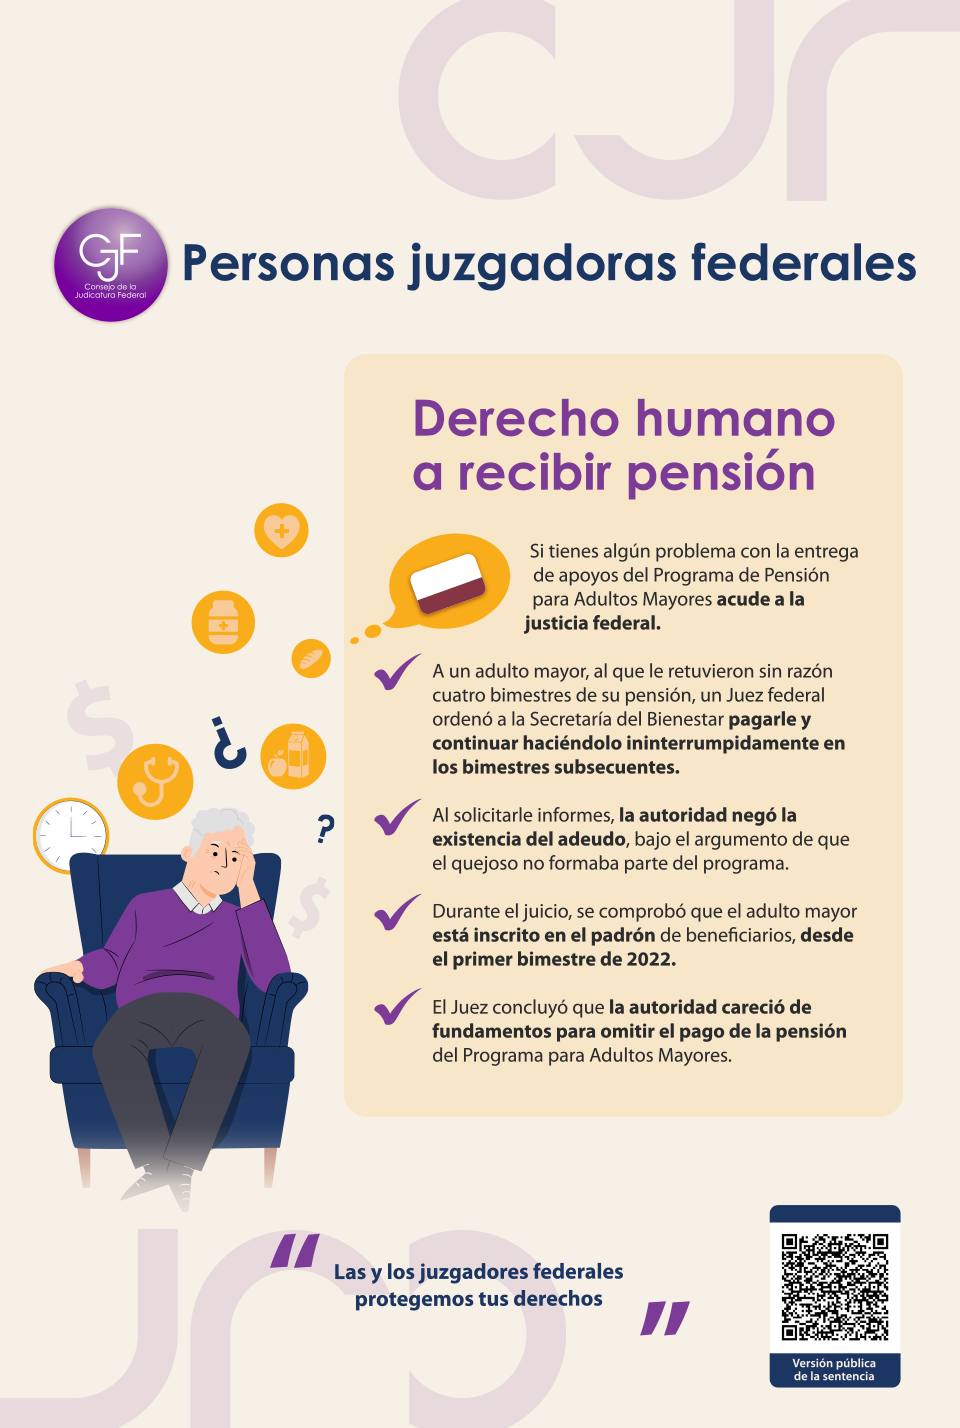 CJF
Consejo de la
Judicatura Federal
Personas juzgadoras federales
Derecho humano
a recibir pensión
Si tienes algún problema con la entrega
de apoyos del Programa de Pensión
para Adultos Mayores acude a la
justicia federal.
A un adulto mayor, al que le retuvieron sin razón
cuatro bimestres de su pensión, un Juez federal
ordenó a la Secretaría del Bienestar pagarle y
continuar haciéndolo ininterrumpidamente en
los bimestres subsecuentes.
Al solicitarle informes, la autoridad negó la
existencia del adeudo, bajo el argumento de que
el quejoso no formaba parte del programa.
Durante el juicio, se comprobó que el adulto mayor
está inscrito en el padrón de beneficiarios, desde
el primer bimestre de 2022.
El Juez concluyó que la autoridad careció de
fundamentos para omitir el pago de la pensión
del Programa para Adultos Mayores.
“Las y los juzgadores federales
protegemos tus derechos”
Versión pública
de la sentencia